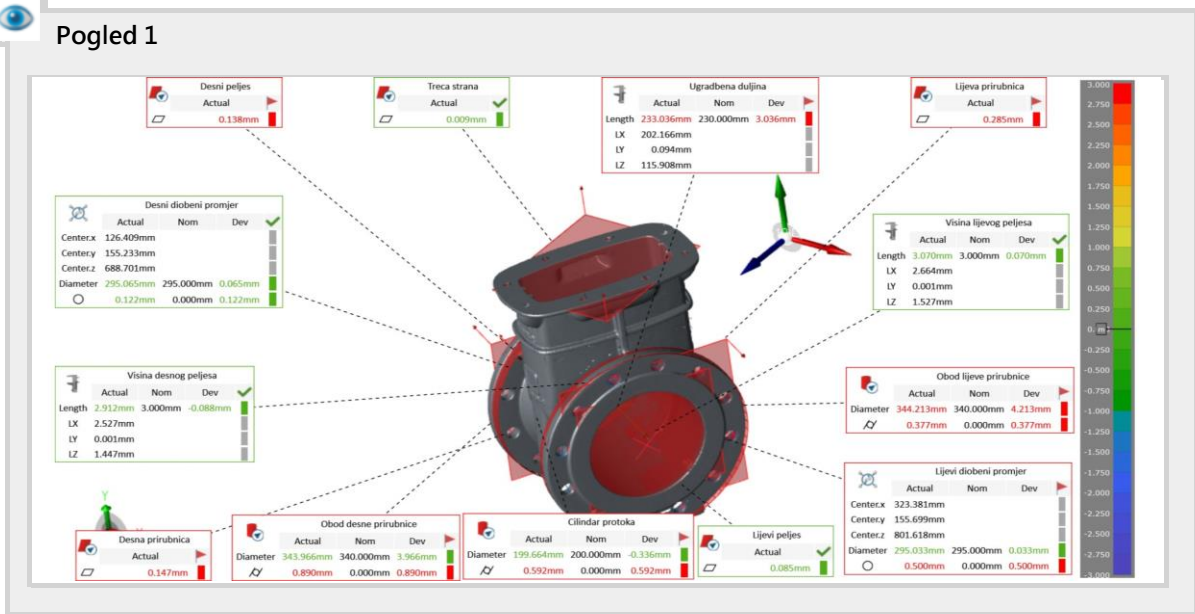 Pogled 1
Desni peljes
Actual
0.138mm
Treca strana
Actual
0.009mm
Ugradbena duljina
Actual Nom Dev
Length 233.036mm 230.000mm 3.036mm
LX 202.166mm
LY 0.094mm
LZ 115.908mm
Lijeva prirubnica
Actual
0.285mm
Desni diobeni promjer
Actual Nom Dev
Center.x 126.409mm
Center.y 155.233mm
Center.z 688.701mm
Diameter 295.065mm 295.000mm 0.065mm
0.122mm 0.000mm 0.122mm
Visina lijevog peljesa
Actual Nom Dev
Length 3.070mm 3.000mm 0.070mm
LX 2.664mm
LY 0.001mm
LZ 1.527mm
Visina desnog peljesa
Actual Nom Dev
Length 2.912mm 3.000mm -0.088mm
LX 2.527mm
LY 0.001mm
LZ 1.447mm
Obod lijeve prirubnice
Actual Nom Dev
Diameter 344.213mm 340.000mm 4.213mm
0.377mm 0.000mm 0.377mm
Lijevi diobeni promjer
Actual Nom Dev
Center.x 323.381mm
Center.y 155.699mm
Center.z 801.618mm
Diameter 295.033mm 295.000mm 0.033mm
0.500mm 0.000mm 0.500mm
Y
Desna prirubnica
Actual
0.147mm
Obod desne prirubnice
Actual Nom Dev
Diameter 343.966mm 340.000mm 3.966mm
0.890mm 0.000mm 0.890mm
Cilindar protoka
Actual Nom Dev
Diameter 199.664mm 200.000mm -0.336mm
0.592mm 0.000mm 0.592mm
Lijevi peljes
Actual
0.085mm
3.000
2.750
2.500
2.250
2.000
1.750
1.500
1.250
1.000
0.750
0.500
0.250
-0.250
-0.500
-0.750
-1.000
-1.250
-1.500
-1.750
-2.000
-2.250
-2.500
-2.750
-3.000